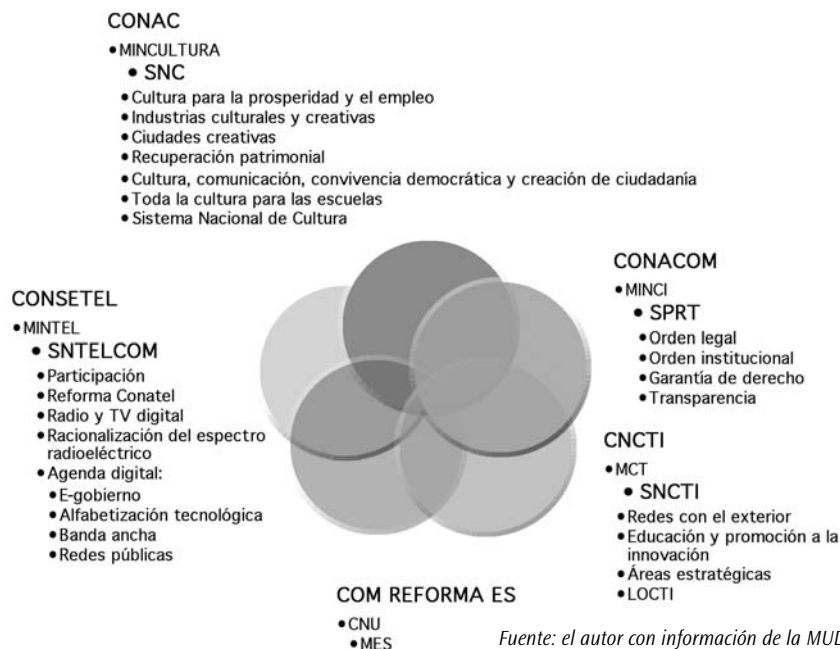 CONAC
• MINCULTURA
• SNC
• Cultura para la prosperidad y el empleo
• Industrias culturales y creativas
• Ciudades creativas
• Recuperación patrimonial
• Cultura, comunicación, convivencia democrática y creación de ciudadanía
• Toda la cultura para las escuelas
• Sistema Nacional de Cultura
CONSETEL
• MINTEL
• SNTELCOM
• Participación
• Reforma Conatel
• Radio y TV digital
• Racionalización del espectro
radioeléctrico
• Agenda digital:
• E-gobierno
• Alfabetización tecnológica
• Banda ancha
• Redes públicas
CONACOM
• MINCI
• SPRT
• Orden legal
• Orden institucional
• Garantía de derecho
• Transparencia
CNCTI
• MCT
• SNCTI
• Redes con el exterior
• Educación y promoción a la
innovación
• Áreas estratégicas
• LOCTI
COM REFORMA ES
• CNU
• MES
Fuente: el autor con información de la MUD